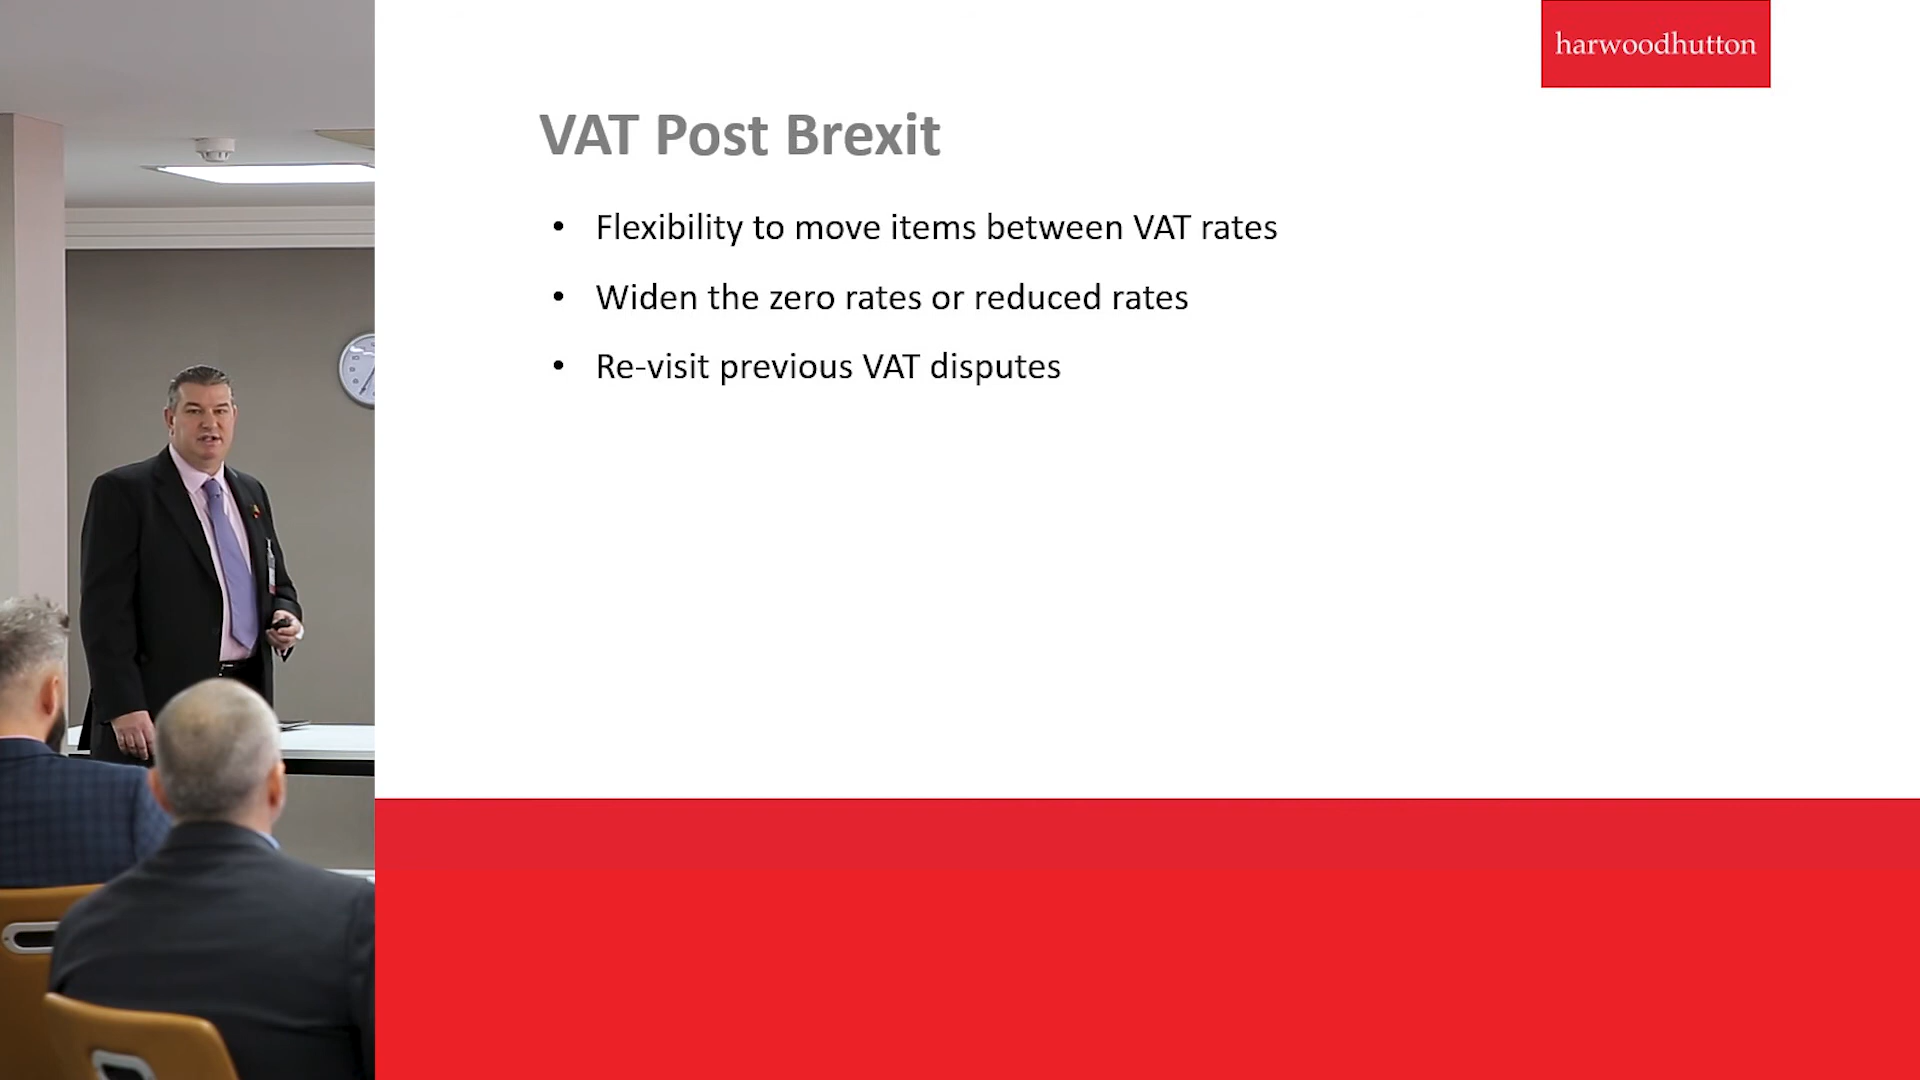 harwoodhutton
VAT Post Brexit
• Flexibility to move items between VAT rates
• Widen the zero rates or reduced rates
• Re-visit previous VAT disputes